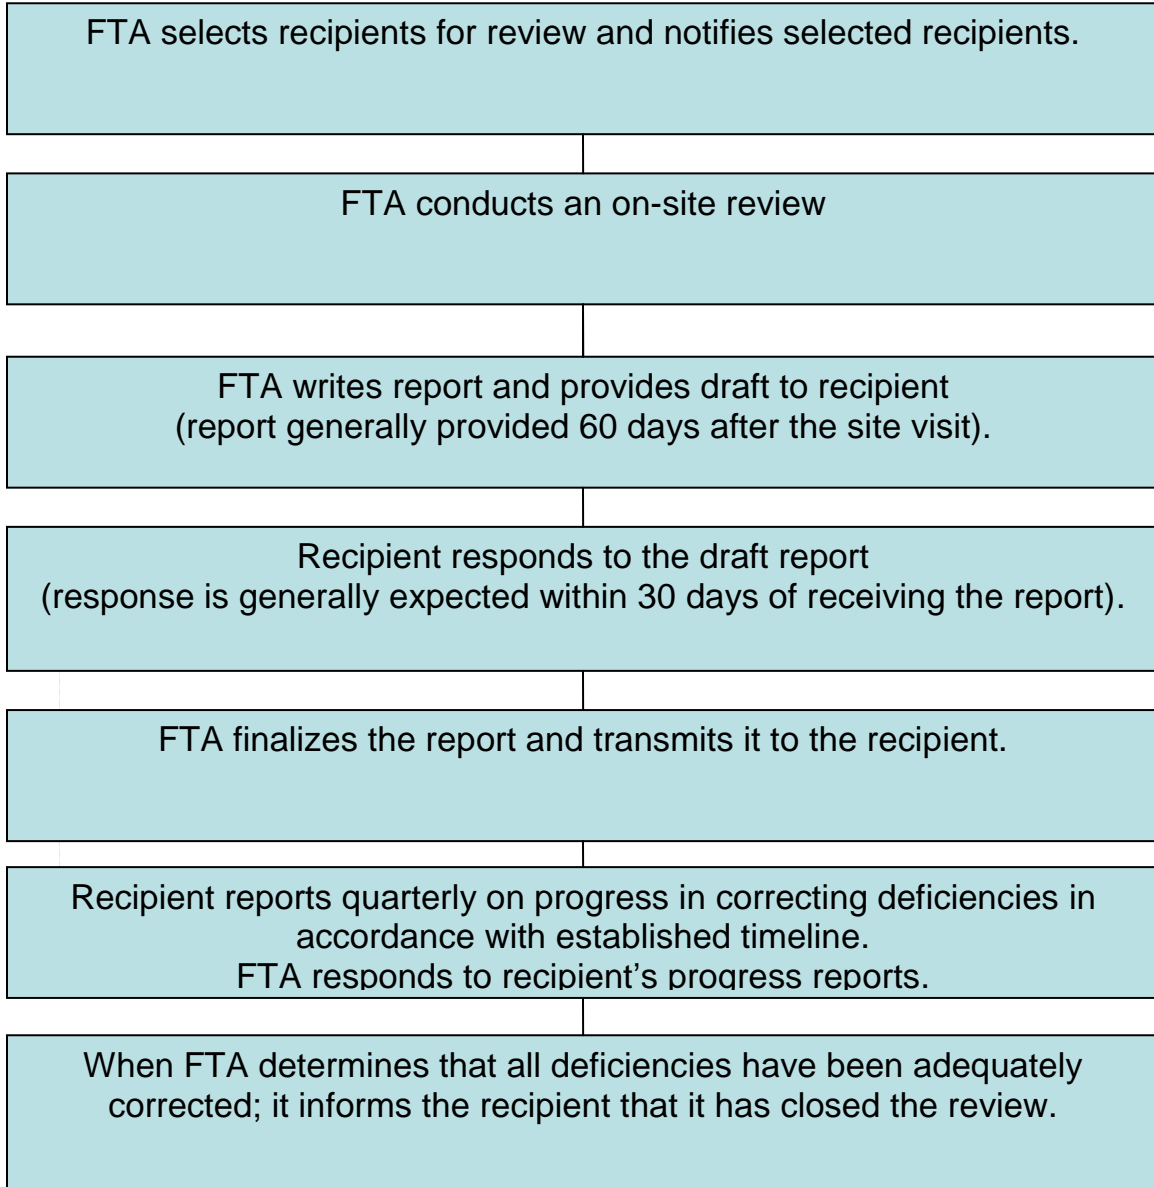 FTA selects recipients for review and notifies selected recipients.
FTA conducts an on-site review
FTA writes report and provides draft to recipient
(report generally provided 60 days after the site visit).
Recipient responds to the draft report
(response is generally expected within 30 days of receiving the report).
FTA finalizes the report and transmits it to the recipient.
Recipient reports quarterly on progress in correcting deficiencies in
accordance with established timeline.
FTA responds to recipient’s progress reports.
When FTA determines that all deficiencies have been adequately
corrected; it informs the recipient that it has closed the review.